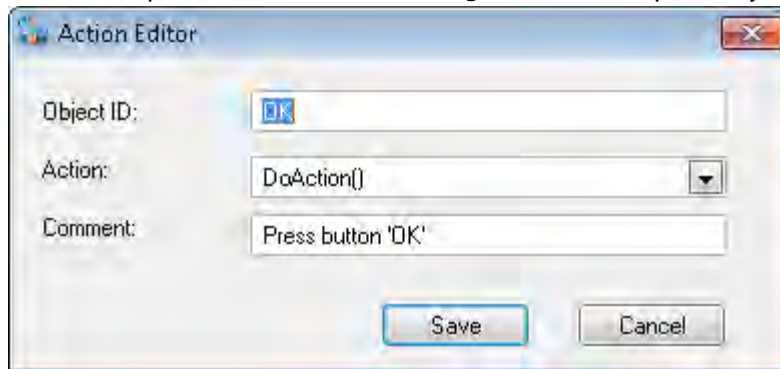 Action Editor
Object ID: OK
Action: DoAction()
Comment: Press button 'OK'
Save Cancel